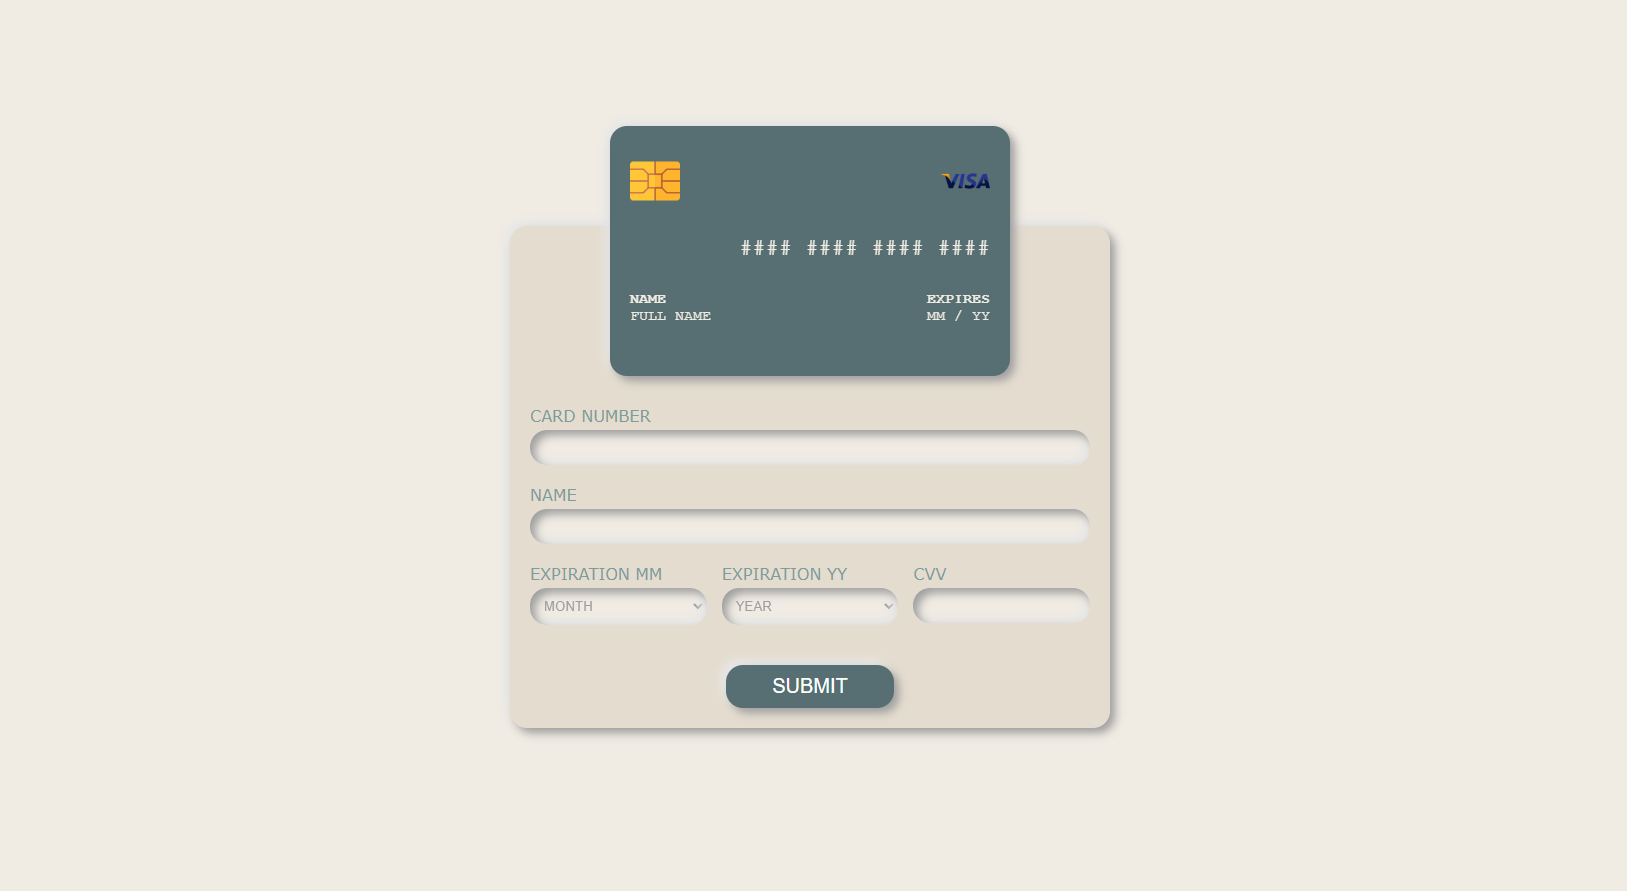 VISA
#### #### #### ####
NAME EXPIRES
FULL NAME MM / YY
CARD NUMBER
NAME
EXPIRATION MM EXPIRATION YY CVV
MONTH YEAR
SUBMIT